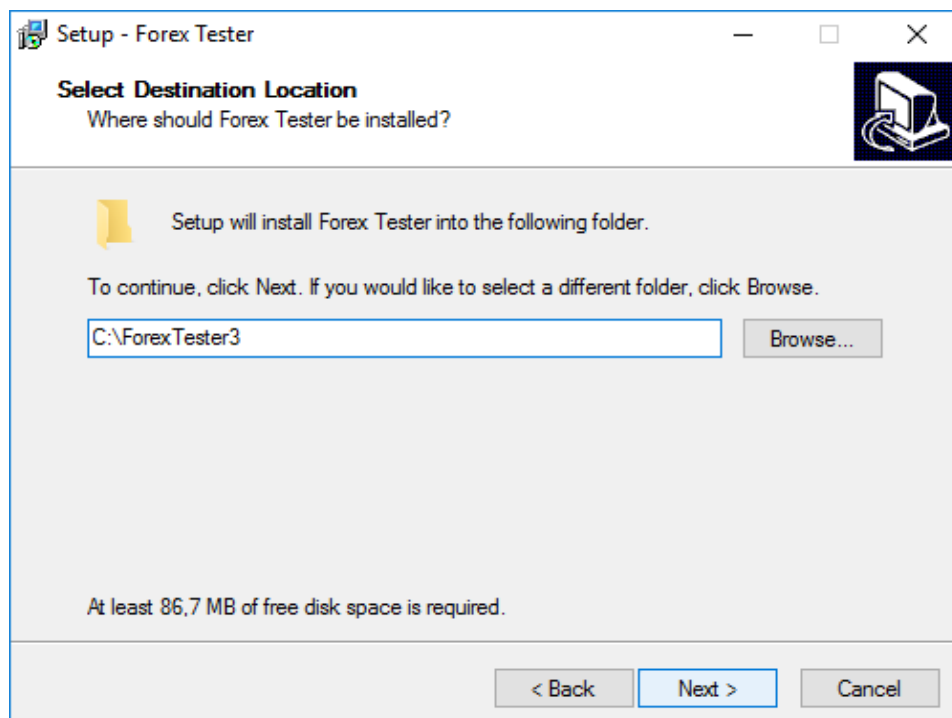 Setup - Forex Tester
Select Destination Location
Where should Forex Tester be installed?
Setup will install Forex Tester into the following folder.
To continue, click Next. If you would like to select a different folder, click Browse.
C:\ForexTester3
Browse...
At least 86,7 MB of free disk space is required.
< Back
Next >
Cancel